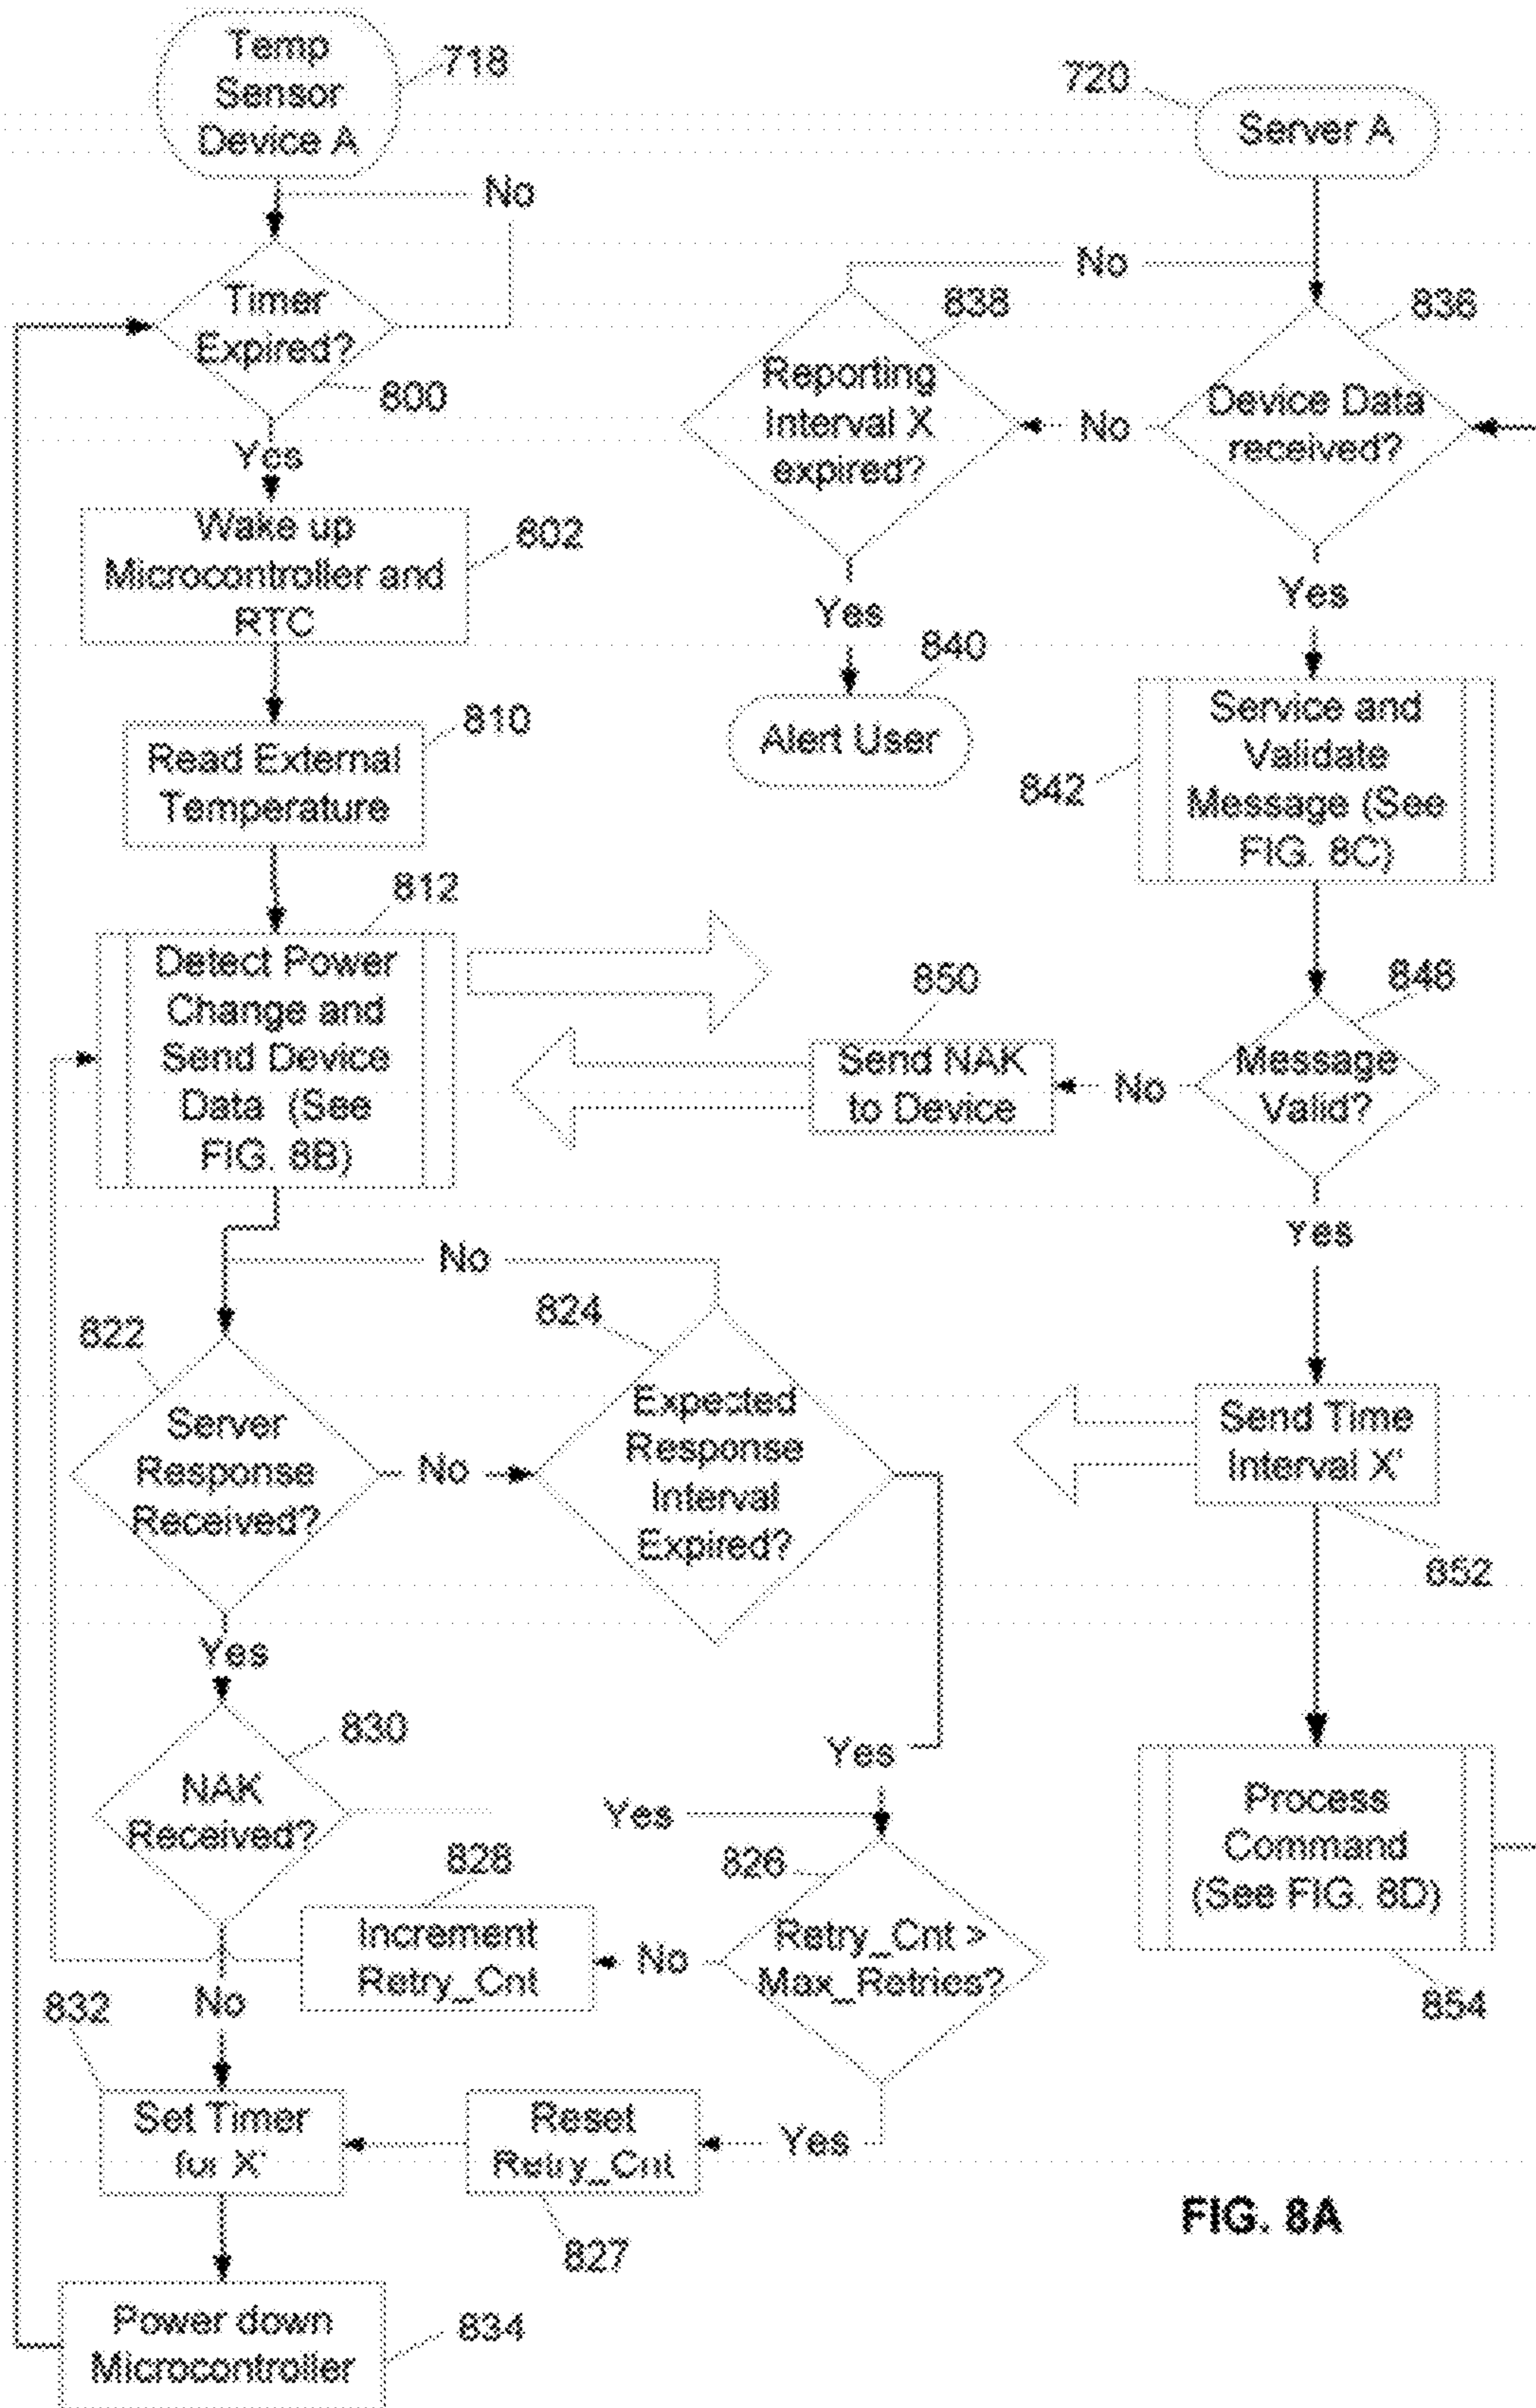 Temp
Sensor
Device A
718
720
Server A
No
No
Timer
Expired?
800
838
836
Reporting
Interval X
expired?
No
Device Data
received?
Yes
Wake up
Microcontroller and
RTC
802
Yes
Yes
840
Alert User
810
Read External
Temperature
842
Service and
Validate
Message (See
FIG. 8C)
812
Detect Power
Change and
Send Device
Data (See
FIG. 8B)
850
Send NAK
to Device
No
848
Message
Valid?
Yes
No
822
824
Server
Response
Received?
No
Expected
Response
Interval
Expired?
Send Time
Interval X'
852
Yes
830
NAK
Received?
Yes
Yes
828
826
Increment
Retry_Cnt
No
Retry_Cnt >
Max_Retries?
Process
Command
(See FIG. 8D)
854
832
No
Set Timer
for X'
Reset
Retry_Cnt
Yes
827
FIG. 8A
Power down
Microcontroller
834